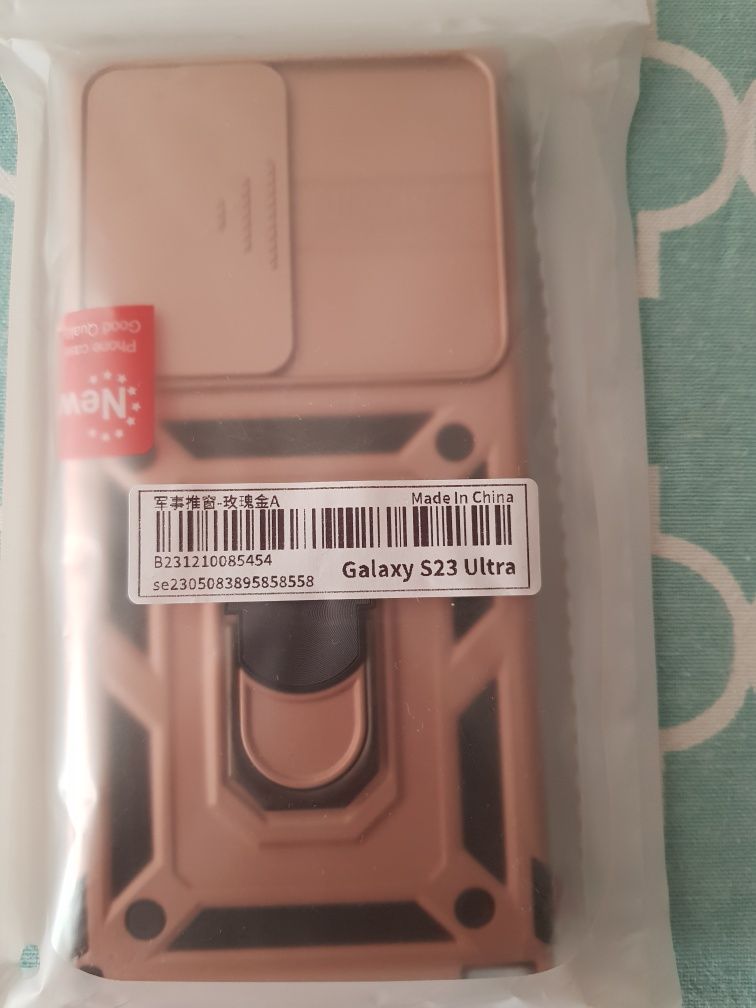 New
Phone case
Good Quali
军事推窗-玫瑰金A
Made In China
B231210085454
se2305083895858558
Galaxy S23 Ultra